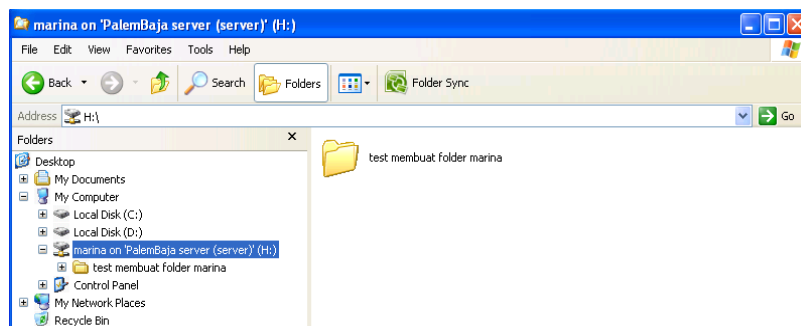 marina on 'PalemBaja server (server)' (H:)
File Edit View Favorites Tools Help
Back Search Folders Folder Sync
Address H:\ Go
Folders x
test membuat folder marina
Desktop
My Documents
My Computer
Local Disk (C:)
Local Disk (D:)
marina on 'PalemBaja server (server)' (H:)
test membuat folder marina
Control Panel
My Network Places
Recycle Bin